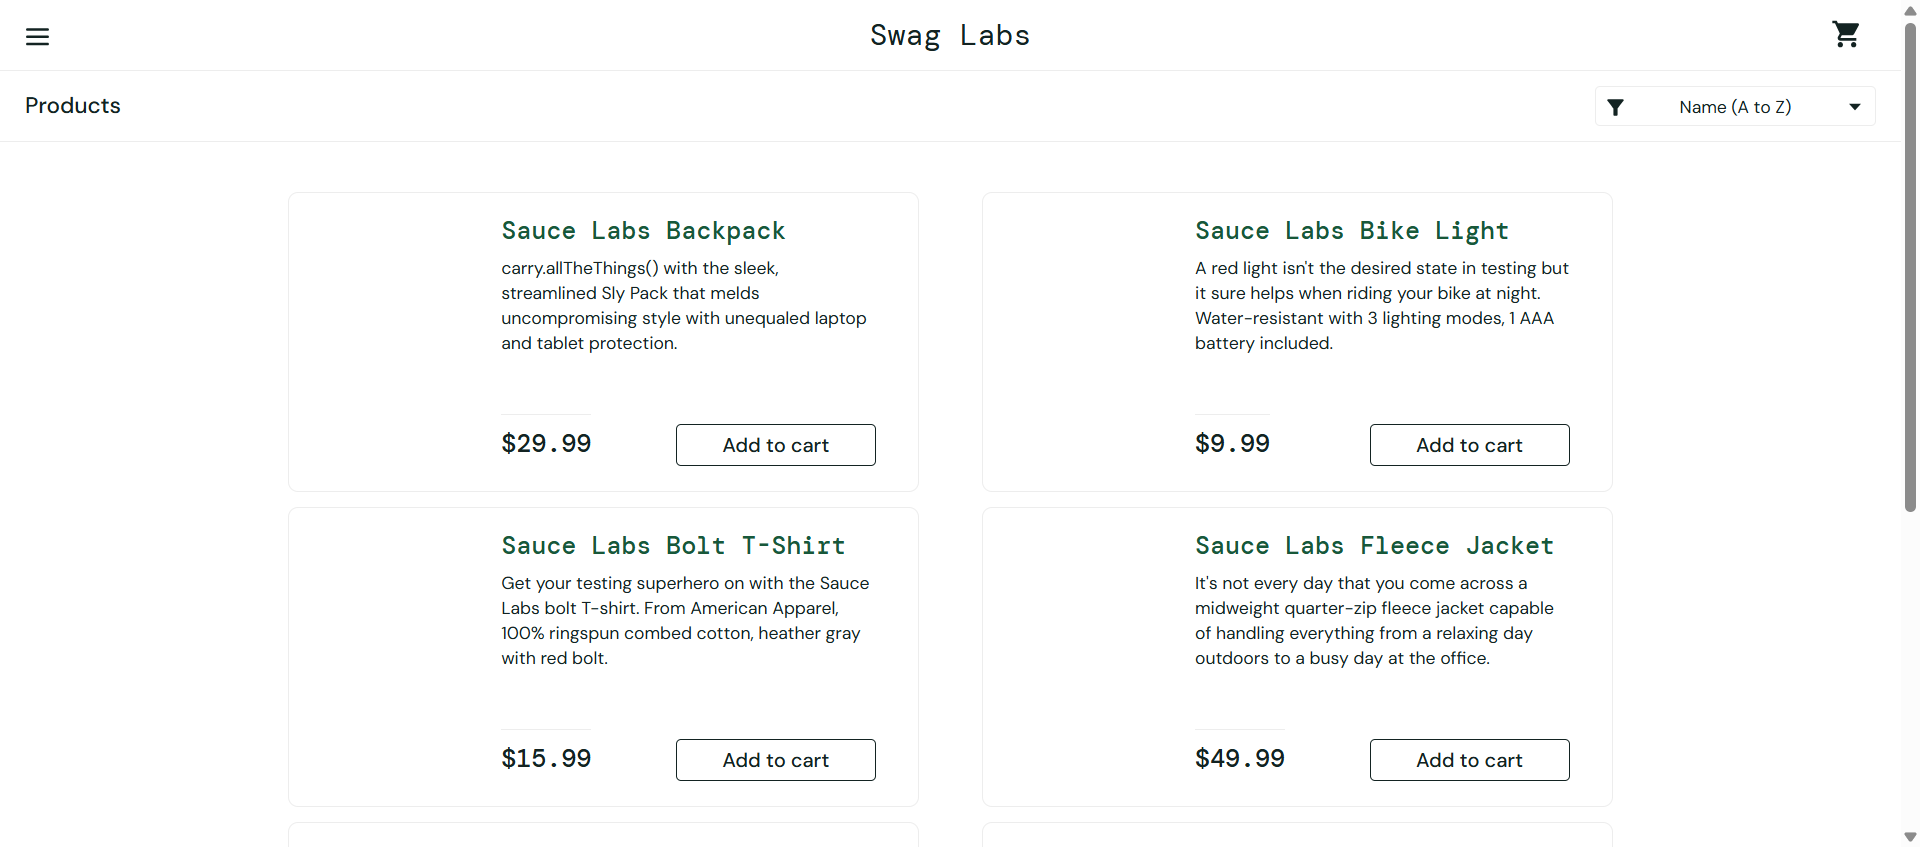 Swag Labs
Products
Name (A to Z)
Sauce Labs Backpack
carry.allTheThings() with the sleek,
streamlined Sly Pack that melds
uncompromising style with unequaled laptop
and tablet protection.
$29.99
Add to cart
Sauce Labs Bike Light
A red light isn't the desired state in testing but
it sure helps when riding your bike at night.
Water-resistant with 3 lighting modes, 1 AAA
battery included.
$9.99
Add to cart
Sauce Labs Bolt T-Shirt
Get your testing superhero on with the Sauce
Labs bolt T-shirt. From American Apparel,
100% ringspun combed cotton, heather gray
with red bolt.
$15.99
Add to cart
Sauce Labs Fleece Jacket
It's not every day that you come across a
midweight quarter-zip fleece jacket capable
of handling everything from a relaxing day
outdoors to a busy day at the office.
$49.99
Add to cart